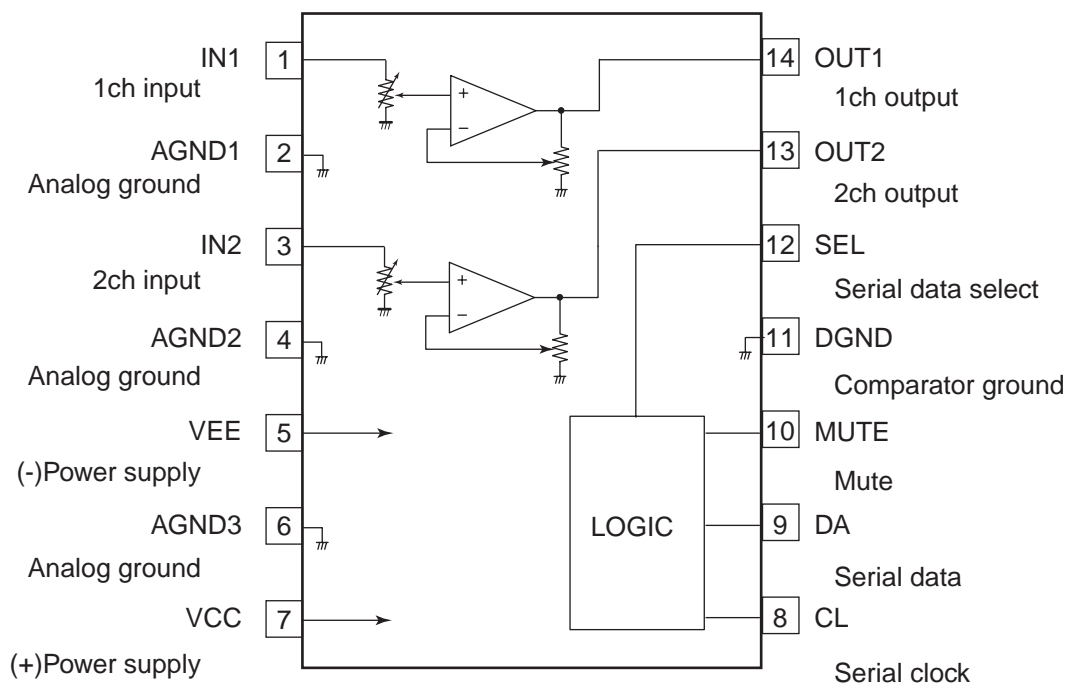 IN1 1
1ch input
AGND1 2
Analog ground
IN2 3
2ch input
AGND2 4
Analog ground
VEE 5
(-)Power supply
AGND3 6
Analog ground
VCC 7
(+)Power supply
+
−
+
−
LOGIC
14 OUT1
1ch output
13 OUT2
2ch output
12 SEL
Serial data select
11 DGND
Comparator ground
10 MUTE
Mute
9 DA
Serial data
8 CL
Serial clock